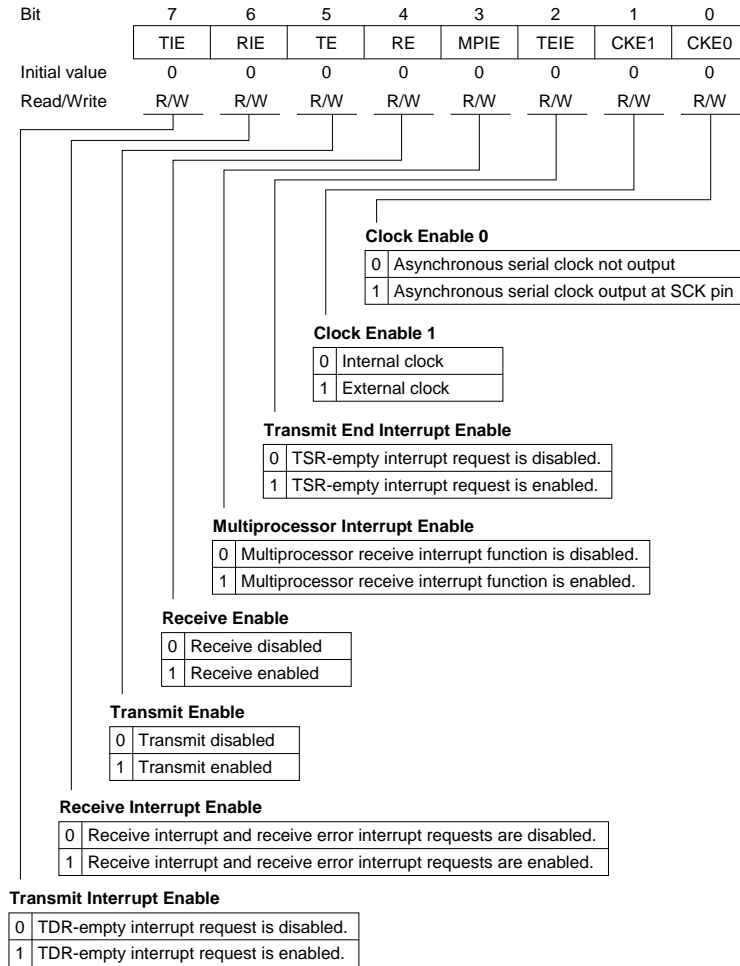 Bit 7 6 5 4 3 2 1 0
TIE RIE TE RE MPIE TEIE CKE1 CKE0
Initial value 0 0 0 0 0 0 0 0
Read/Write R/W R/W R/W R/W R/W R/W R/W R/W
Clock Enable 0
0 Asynchronous serial clock not output
1 Asynchronous serial clock output at SCK pin
Clock Enable 1
0 Internal clock
1 External clock
Transmit End Interrupt Enable
0 TSR-empty interrupt request is disabled.
1 TSR-empty interrupt request is enabled.
Multiprocessor Interrupt Enable
0 Multiprocessor receive interrupt function is disabled.
1 Multiprocessor receive interrupt function is enabled.
Receive Enable
0 Receive disabled
1 Receive enabled
Transmit Enable
0 Transmit disabled
1 Transmit enabled
Receive Interrupt Enable
0 Receive interrupt and receive error interrupt requests are disabled.
1 Receive interrupt and receive error interrupt requests are enabled.
Transmit Interrupt Enable
0 TDR-empty interrupt request is disabled.
1 TDR-empty interrupt request is enabled.